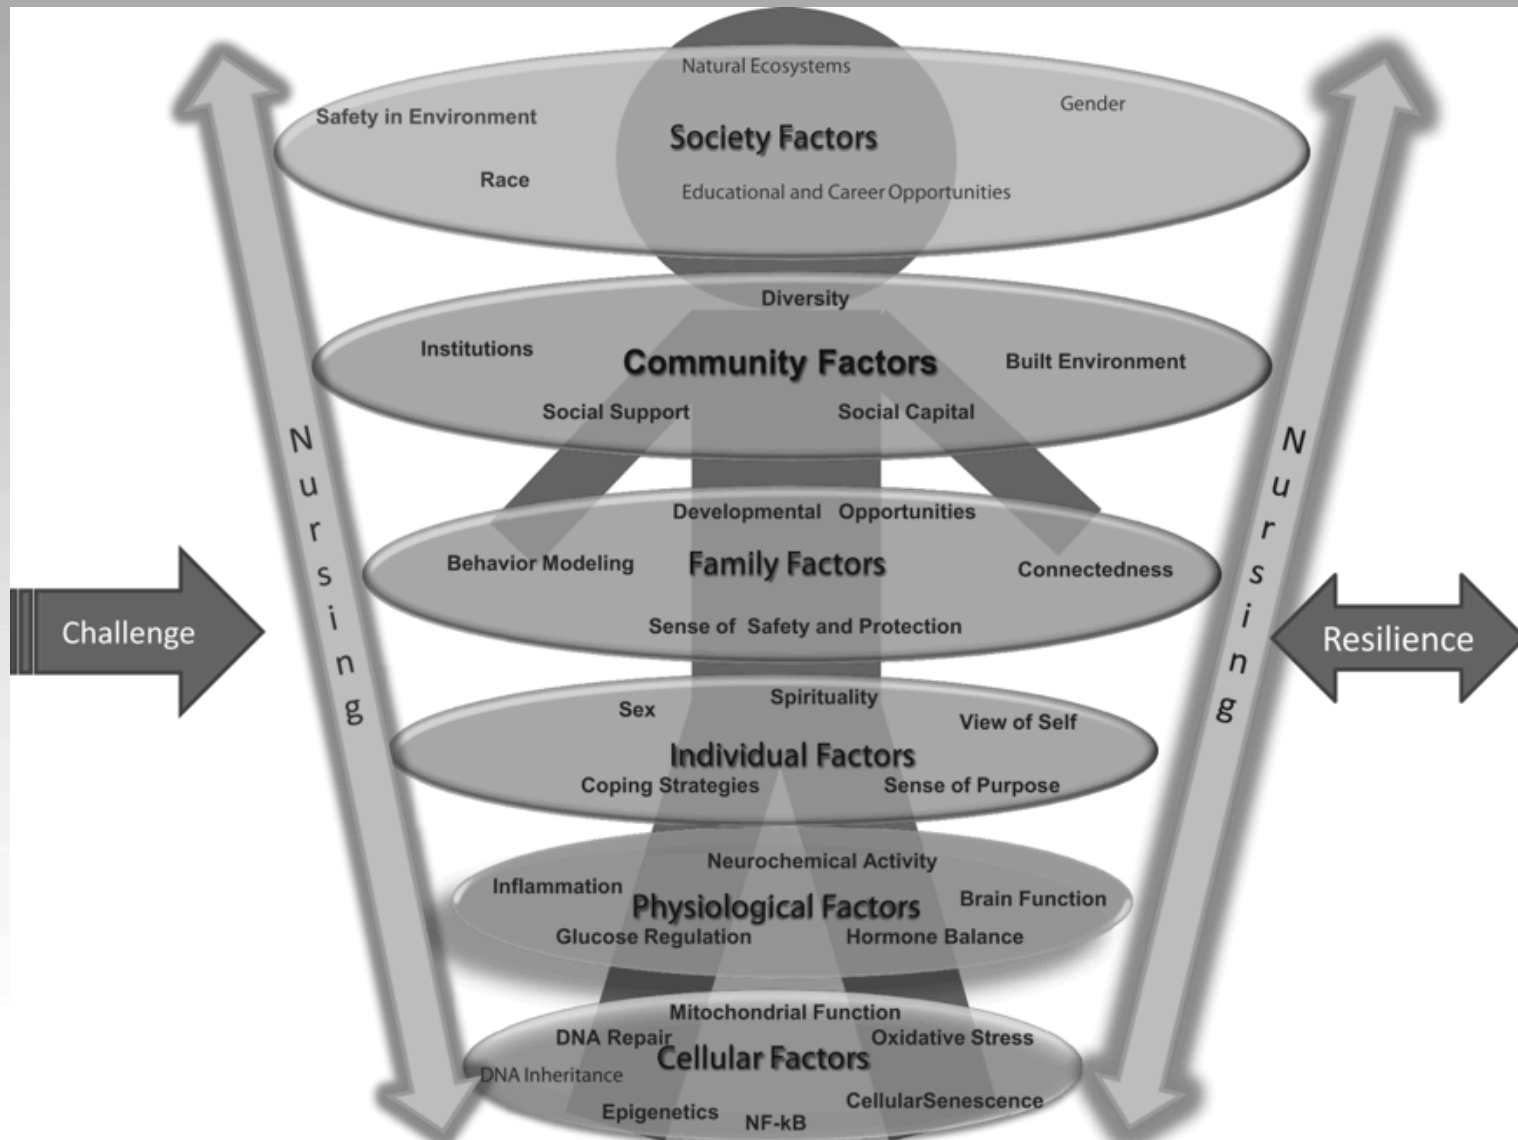 Natural Ecosystems
Gender
Safety in Environment
Society Factors
Race
Educational and Career Opportunities
Diversity
Institutions
Community Factors
Built Environment
Social Support
Social Capital
Nursing
Nursing
Developmental Opportunities
Behavior Modeling
Family Factors
Connectedness
Sense of Safety and Protection
Challenge
Resilience
Spirituality
Sex
View of Self
Individual Factors
Coping Strategies
Sense of Purpose
Neurochemical Activity
Inflammation
Brain Function
Physiological Factors
Glucose Regulation
Hormone Balance
Mitochondrial Function
DNA Repair
Oxidative Stress
Cellular Factors
DNA Inheritance
CellularSenescence
Epigenetics
NF-kB